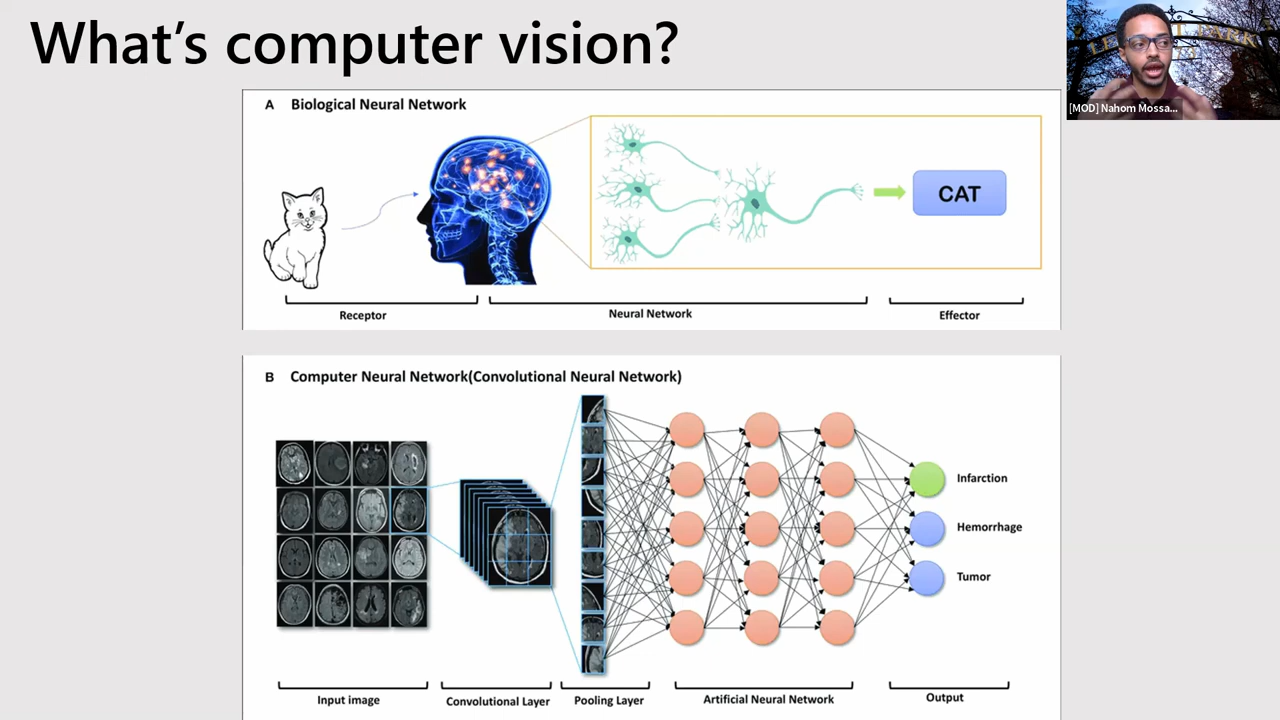 What's computer vision?
[MOD] Nahom Mossa...
A Biological Neural Network
CAT
Receptor
Neural Network
Effector
B Computer Neural Network(Convolutional Neural Network)
Infarction
Hemorrhage
Tumor
Input image
Convolutional Layer
Pooling Layer
Artificial Neural Network
Output